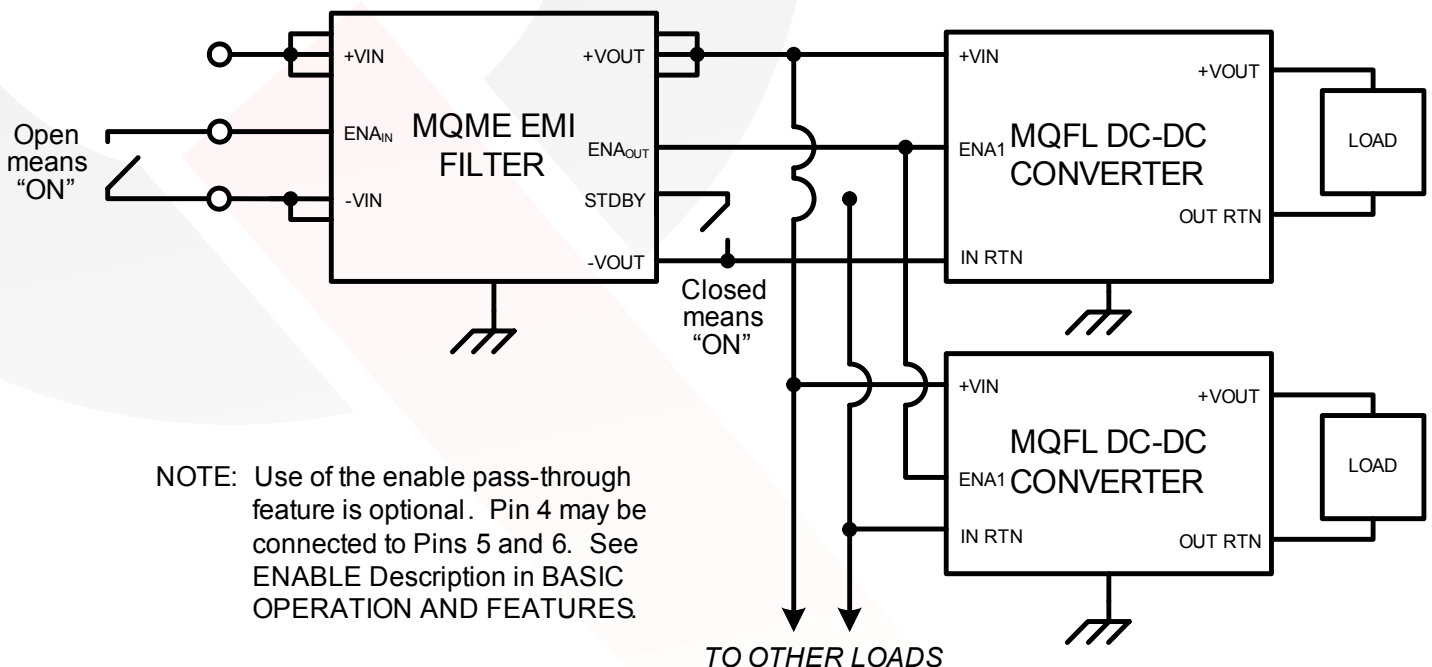 Open
means
“ON”
+VIN
ENAIN
-VIN
MQME EMI
FILTER
+VOUT
ENAOUT
STDBY
-VOUT
Closed
means
“ON”
+VIN
ENA1
IN RTN
MQFL DC-DC
CONVERTER
+VOUT
OUT RTN
LOAD
+VIN
ENA1
IN RTN
MQFL DC-DC
CONVERTER
+VOUT
OUT RTN
LOAD
NOTE: Use of the enable pass-through
feature is optional. Pin 4 may be
connected to Pins 5 and 6. See
ENABLE Description in BASIC
OPERATION AND FEATURES.
TO OTHER LOADS